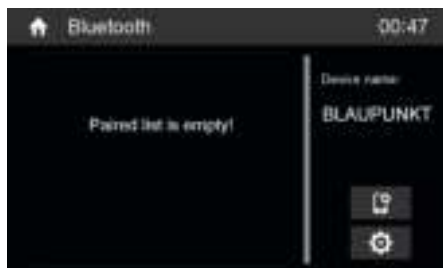 Bluetooth
00:47
Paired list is empty!
Device name:
BLAUPUNKT